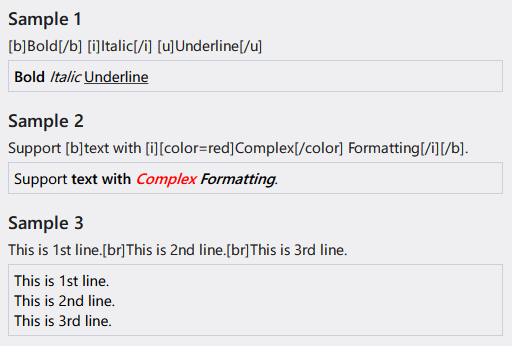 Sample 1
[b]Bold[/b] [i]Italic[/i] [u]Underline[/u]
Bold Italic Underline
Sample 2
Support [b]text with [i][color=red]Complex[/color] Formatting[/i][/b].
Support text with Complex Formatting.
Sample 3
This is 1st line.[br]This is 2nd line.[br]This is 3rd line.
This is 1st line.
This is 2nd line.
This is 3rd line.